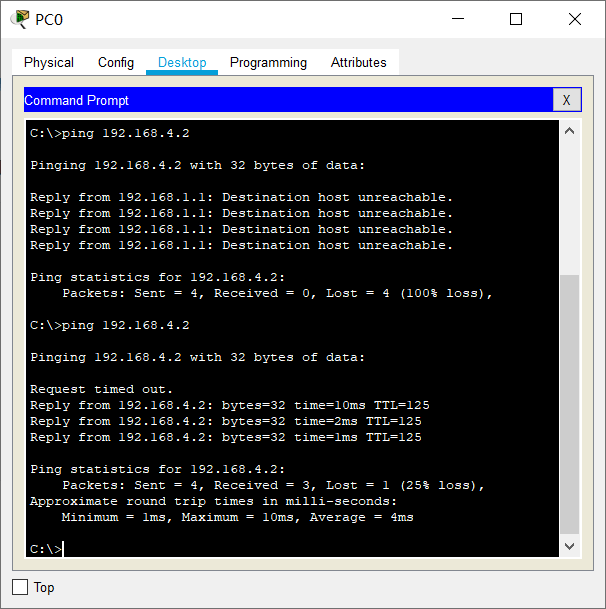 PC0
Physical Config Desktop Programming Attributes
Command Prompt X
C:\>ping 192.168.4.2
Pinging 192.168.4.2 with 32 bytes of data:
Reply from 192.168.1.1: Destination host unreachable.
Reply from 192.168.1.1: Destination host unreachable.
Reply from 192.168.1.1: Destination host unreachable.
Reply from 192.168.1.1: Destination host unreachable.
Ping statistics for 192.168.4.2:
Packets: Sent = 4, Received = 0, Lost = 4 (100% loss),
C:\>ping 192.168.4.2
Pinging 192.168.4.2 with 32 bytes of data:
Request timed out.
Reply from 192.168.4.2: bytes=32 time=10ms TTL=125
Reply from 192.168.4.2: bytes=32 time=2ms TTL=125
Reply from 192.168.4.2: bytes=32 time=1ms TTL=125
Ping statistics for 192.168.4.2:
Packets: Sent = 4, Received = 3, Lost = 1 (25% loss),
Approximate round trip times in milli-seconds:
Minimum = 1ms, Maximum = 10ms, Average = 4ms
C:\>
Top